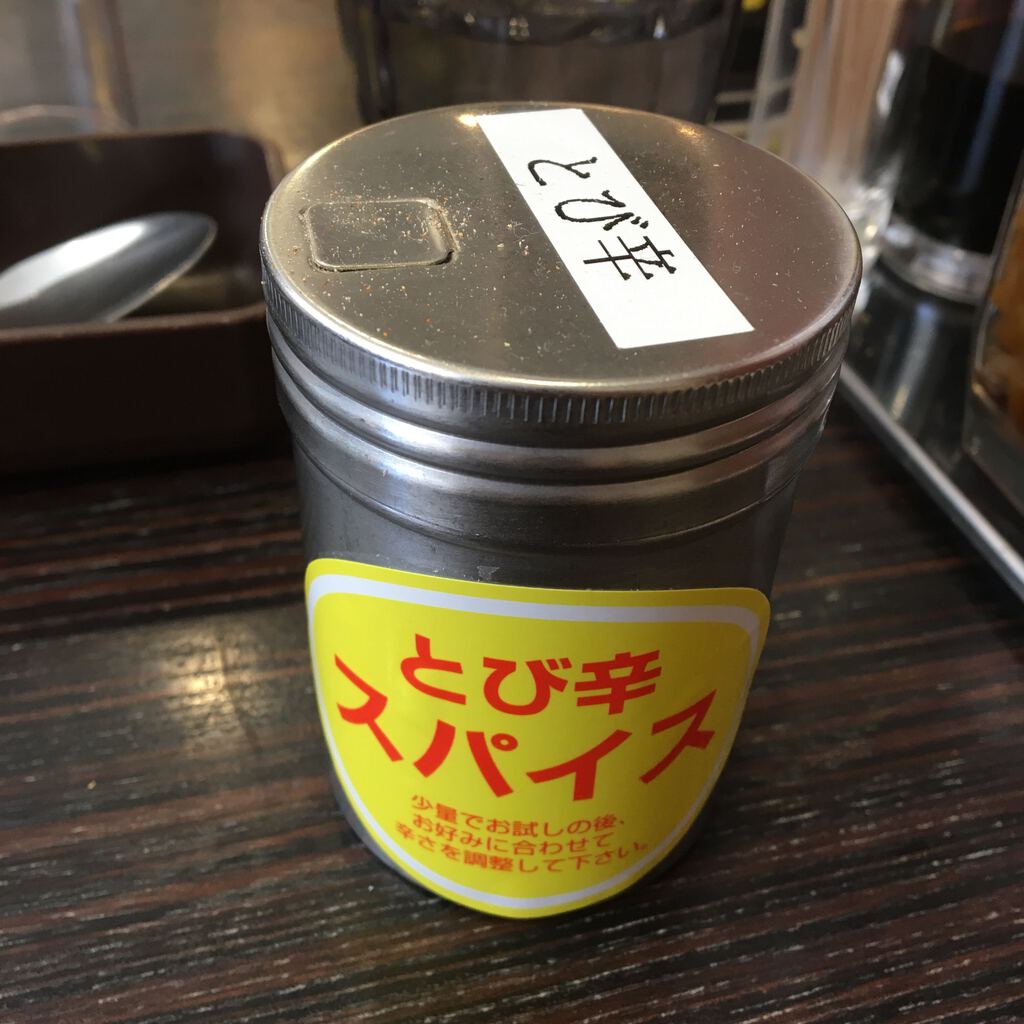 とび辛
とび辛
スパイス
少量でお試しの後、
お好みに合わせて
辛さを調整して下さい。